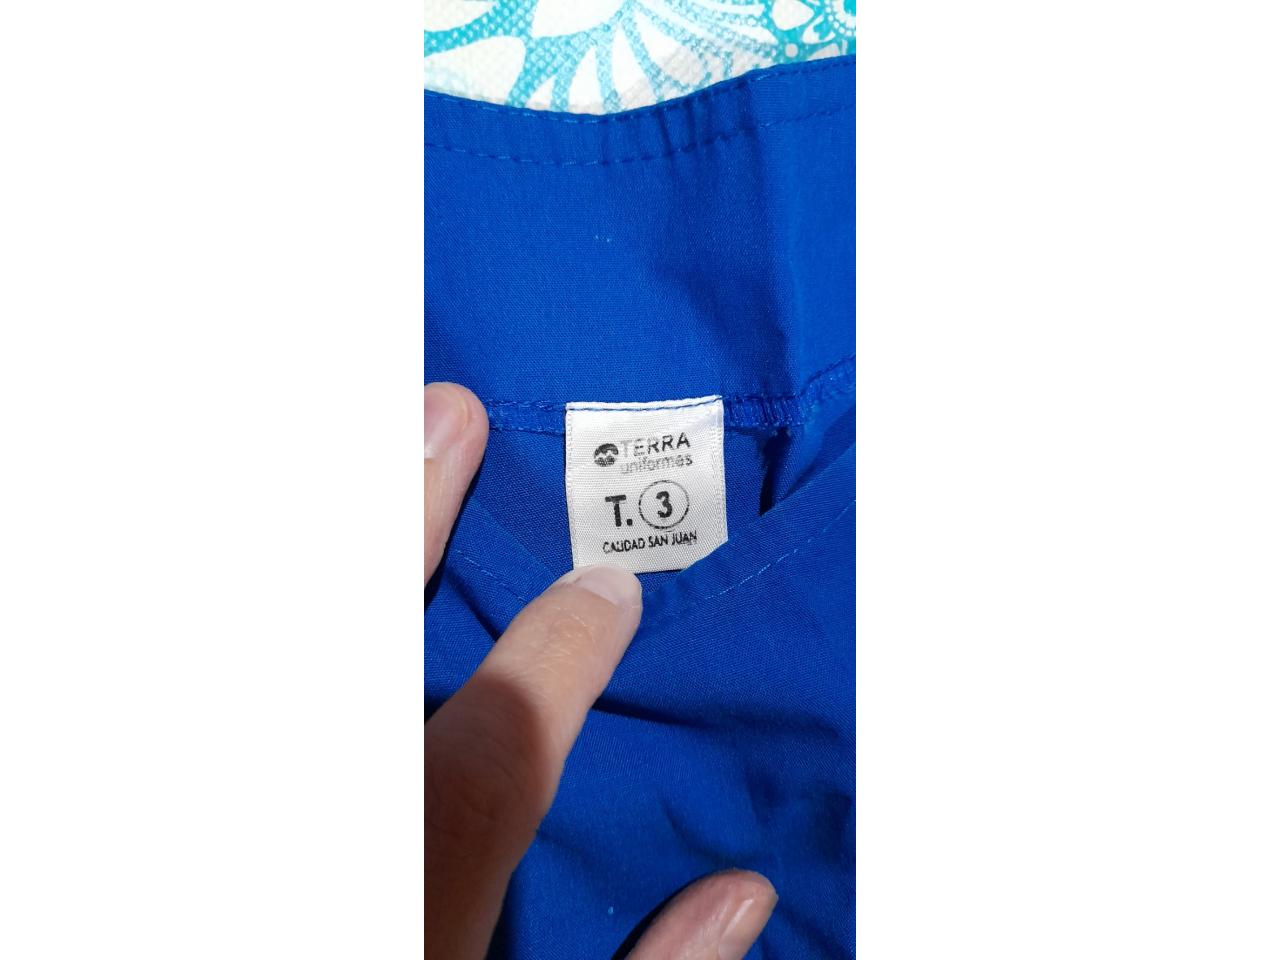 TERRA
uniformes
T. 3
CALIDAD SAN JUAN